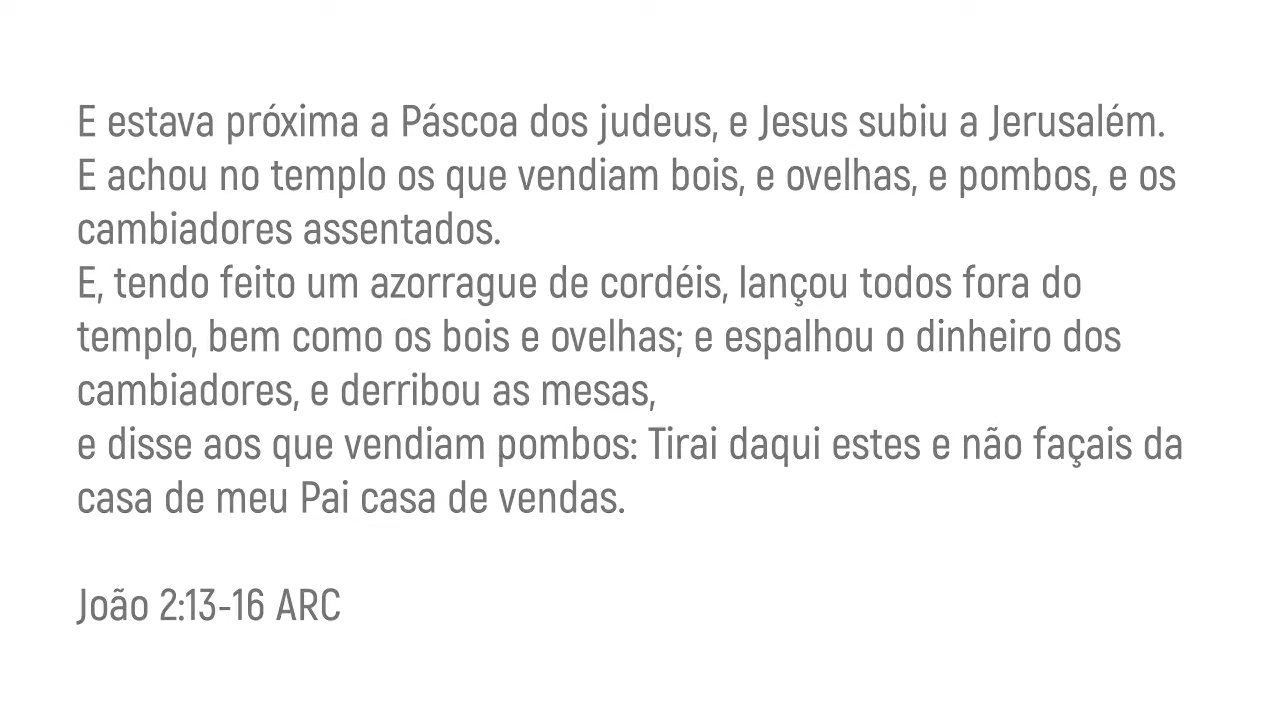 E estava próxima a Páscoa dos judeus, e Jesus subiu a Jerusalém.
E achou no templo os que vendiam bois, e ovelhas, e pombos, e os
cambiadores assentados.
E, tendo feito um azorrague de cordéis, lançou todos fora do
templo, bem como os bois e ovelhas; e espalhou o dinheiro dos
cambiadores, e derribou as mesas,
e disse aos que vendiam pombos: Tirai daqui estes e não façais da
casa de meu Pai casa de vendas.
João 2:13-16 ARC